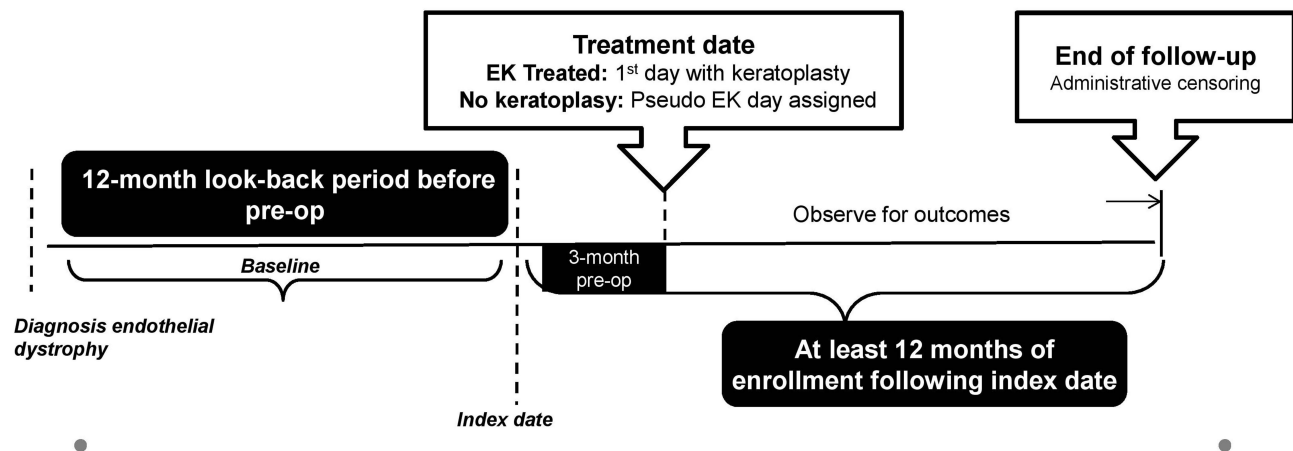 Treatment date
EK Treated: 1st day with keratoplasty
No keratoplasy: Pseudo EK day assigned
End of follow-up
Administrative censoring
12-month look-back period before
pre-op
Observe for outcomes
Baseline
3-month
pre-op
Diagnosis endothelial
dystrophy
At least 12 months of
enrollment following index date
Index date